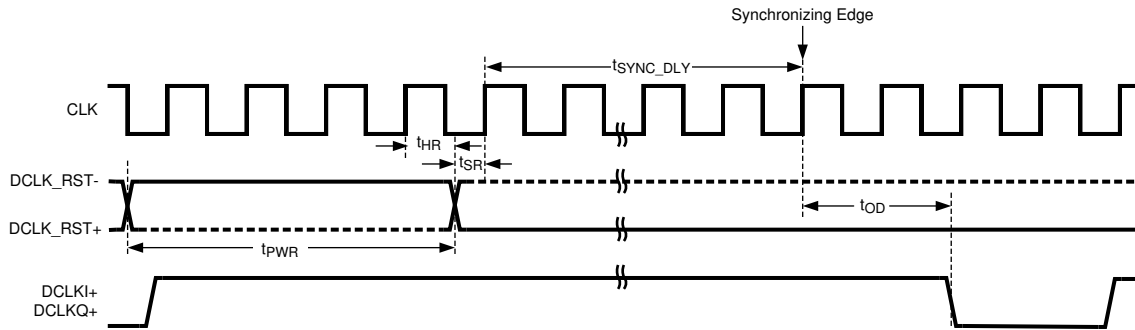 Synchronizing Edge
tSYNC_DLY
CLK
tHR
tSR
DCLK_RST-
tOD
DCLK_RST+
tPWR
DCLKI+
DCLKQ+